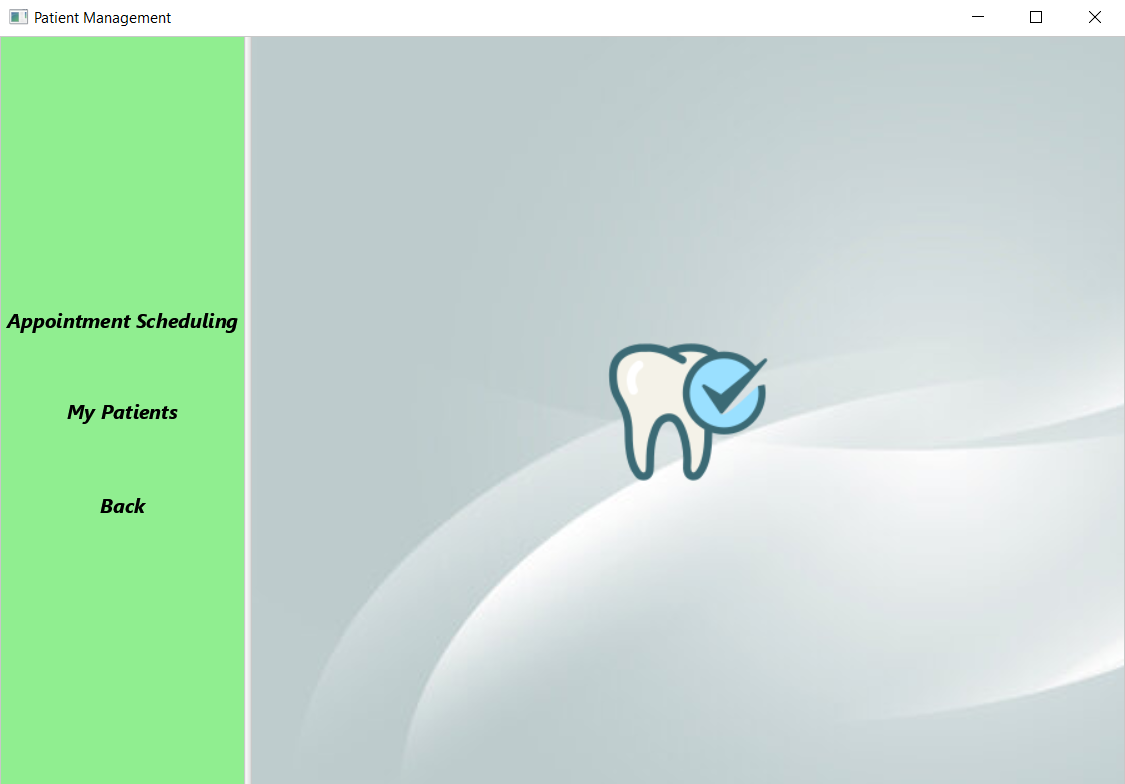 Patient Management
Appointment Scheduling
My Patients
Back